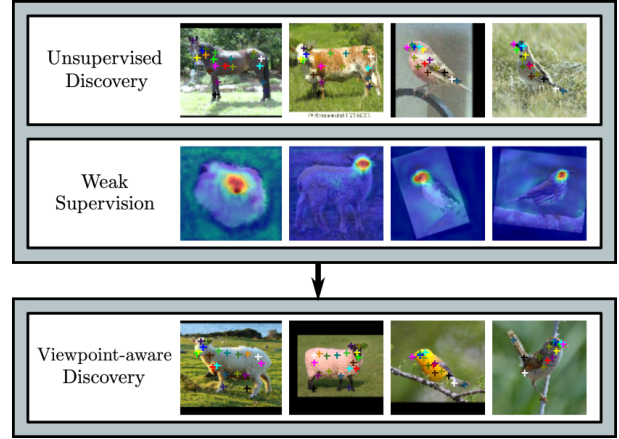 Unsupervised
Discovery
Weak
Supervision
Viewpoint-aware
Discovery